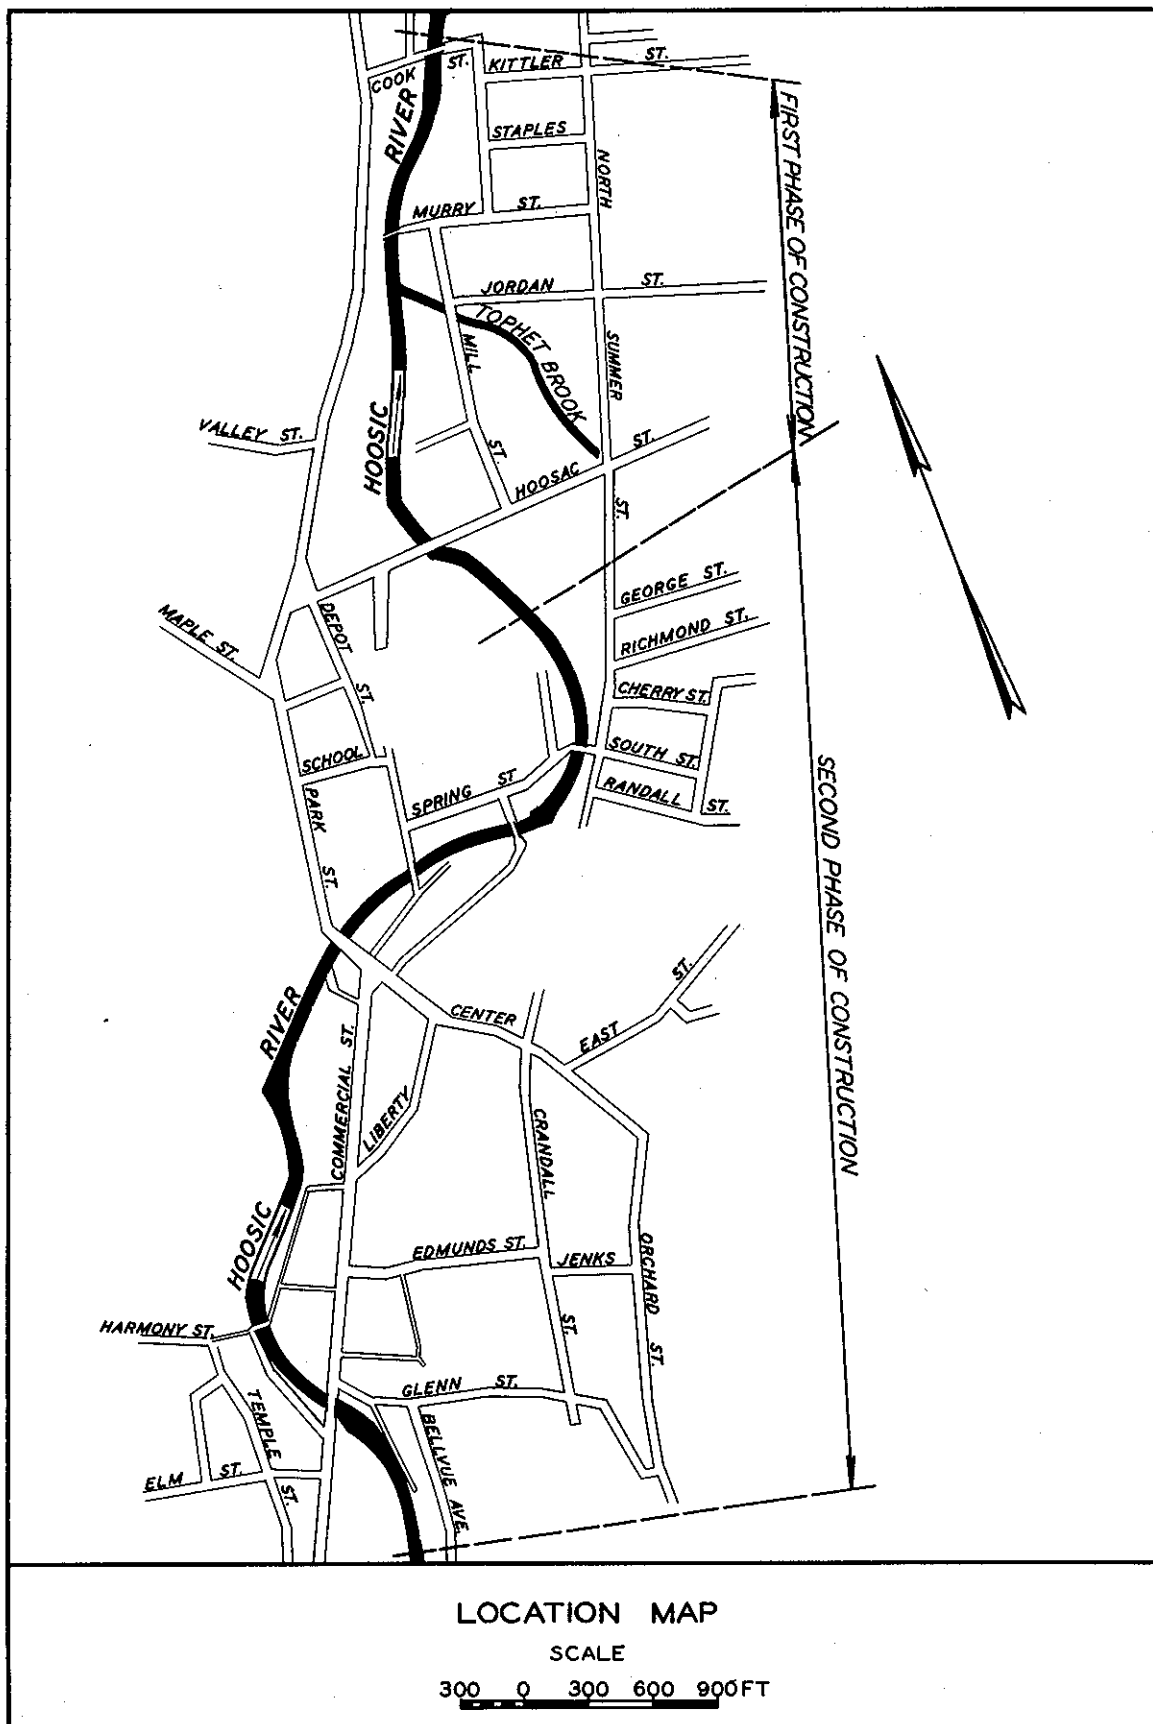 COOK ST.
KITTLER ST.
RIVER
STAPLES
NORTH
MURRY ST.
FIRST PHASE OF CONSTRUCTION
JORDAN ST.
TOPHET BROOK
MILL ST.
SUMMER ST.
VALLEY ST.
HOOSIC
HOOSAC ST.
GEORGE ST.
RICHMOND ST.
MAPLE ST.
DEPOT ST.
CHERRY ST.
SOUTH ST.
SCHOOL
SPRING ST
RANDALL ST.
PARK ST.
SECOND PHASE OF CONSTRUCTION
RIVER
CENTER
EAST ST.
COMMERCIAL ST.
LIBERTY
CRANDALL ST.
HOOSIC
EDMUNDS ST.
JENKS
ORCHARD ST.
HARMONY ST.
TEMPLE ST.
GLENN ST.
BELLVUE AVE.
ELM ST.
LOCATION MAP
SCALE
300 0 300 600 900FT